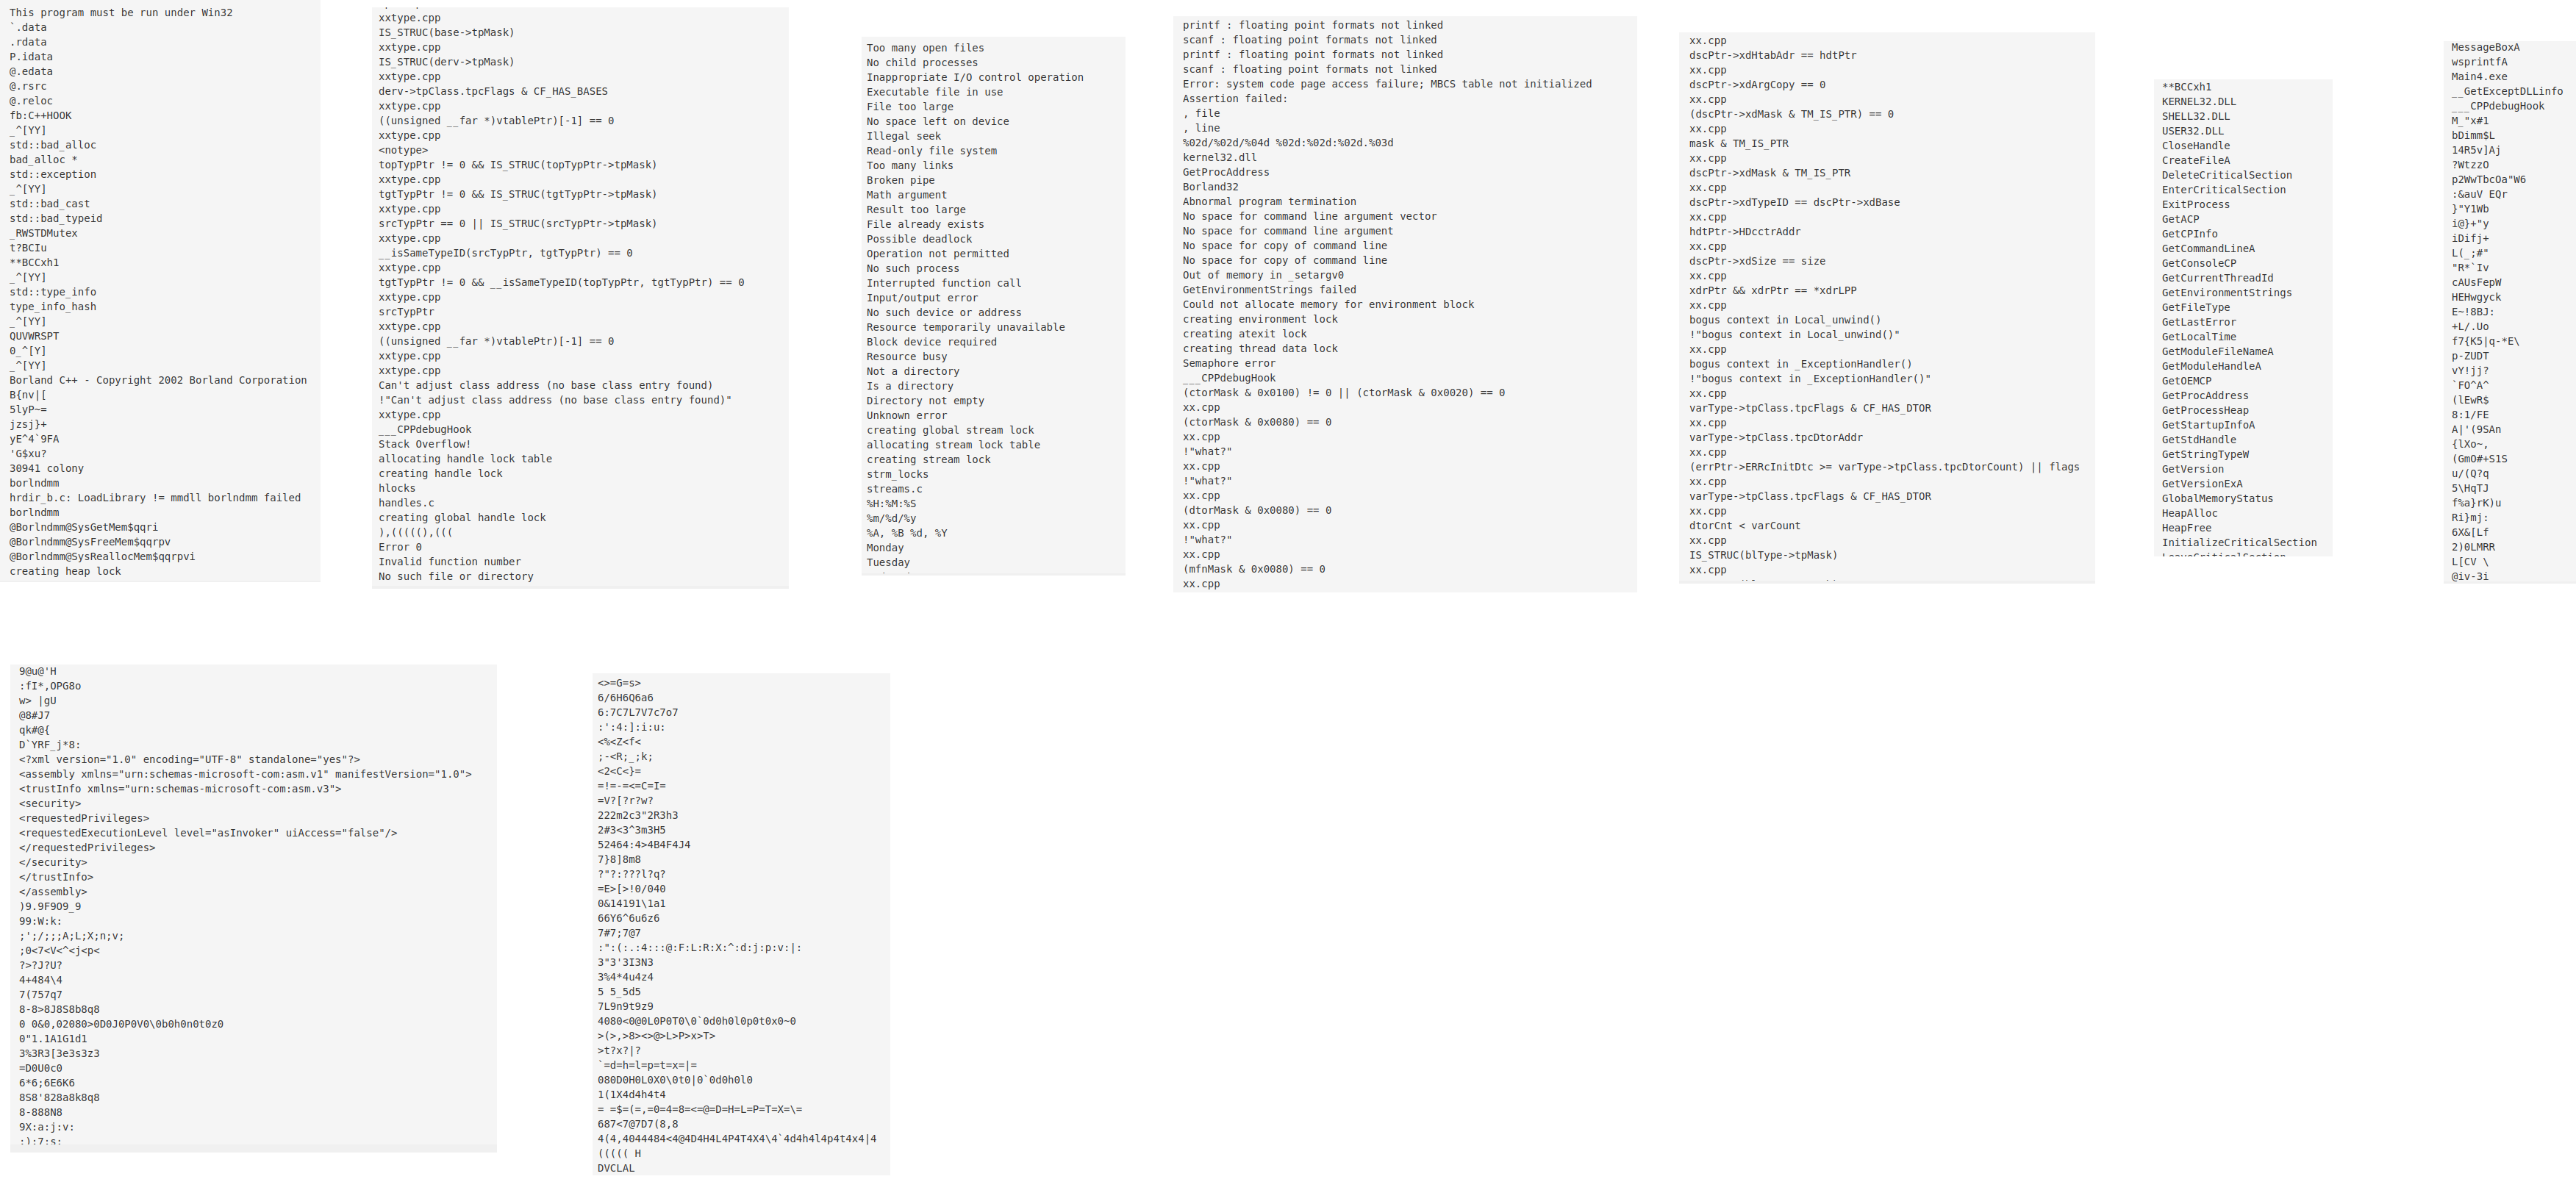 This program must be run under Win32
`.data
.rdata
P.idata
@.edata
@.rsrc
@.reloc
fb:C++HOOK
_^[YY]
std::bad_alloc
bad_alloc *
std::exception
_^[YY]
std::bad_cast
std::bad_typeid
_RWSTDMutex
t?BCIu
**BCCxh1
_^[YY]
std::type_info
type_info_hash
_^[YY]
QUVWRSPT
0_^[Y]
_^[YY]
Borland C++ - Copyright 2002 Borland Corporation
B{nv|[
5lyP~=
jzsj}+
yE^4`9FA
'G$xu?
30941 colony
borlndmm
hrdir_b.c: LoadLibrary != mmdll borlndmm failed
borlndmm
@Borlndmm@SysGetMem$qqri
@Borlndmm@SysFreeMem$qqrpv
@Borlndmm@SysReallocMem$qqrpvi
creating heap lock
xxtype.cpp
IS_STRUC(base->tpMask)
xxtype.cpp
IS_STRUC(derv->tpMask)
xxtype.cpp
derv->tpClass.tpcFlags & CF_HAS_BASES
xxtype.cpp
((unsigned __far *)vtablePtr)[-1] == 0
xxtype.cpp
<notype>
topTypPtr != 0 && IS_STRUC(topTypPtr->tpMask)
xxtype.cpp
tgtTypPtr != 0 && IS_STRUC(tgtTypPtr->tpMask)
xxtype.cpp
srcTypPtr == 0 || IS_STRUC(srcTypPtr->tpMask)
xxtype.cpp
__isSameTypeID(srcTypPtr, tgtTypPtr) == 0
xxtype.cpp
tgtTypPtr != 0 && __isSameTypeID(topTypPtr, tgtTypPtr) == 0
xxtype.cpp
srcTypPtr
xxtype.cpp
((unsigned __far *)vtablePtr)[-1] == 0
xxtype.cpp
xxtype.cpp
Can't adjust class address (no base class entry found)
!"Can't adjust class address (no base class entry found)"
xxtype.cpp
___CPPdebugHook
Stack Overflow!
allocating handle lock table
creating handle lock
hlocks
handles.c
creating global handle lock
),(((((),(((
Error 0
Invalid function number
No such file or directory
Too many open files
No child processes
Inappropriate I/O control operation
Executable file in use
File too large
No space left on device
Illegal seek
Read-only file system
Too many links
Broken pipe
Math argument
Result too large
File already exists
Possible deadlock
Operation not permitted
No such process
Interrupted function call
Input/output error
No such device or address
Resource temporarily unavailable
Block device required
Resource busy
Not a directory
Is a directory
Directory not empty
Unknown error
creating global stream lock
allocating stream lock table
creating stream lock
strm_locks
streams.c
%H:%M:%S
%m/%d/%y
%A, %B %d, %Y
Monday
Tuesday
printf : floating point formats not linked
scanf : floating point formats not linked
printf : floating point formats not linked
scanf : floating point formats not linked
Error: system code page access failure; MBCS table not initialized
Assertion failed:
, file
, line
%02d/%02d/%04d %02d:%02d:%02d.%03d
kernel32.dll
GetProcAddress
Borland32
Abnormal program termination
No space for command line argument vector
No space for command line argument
No space for copy of command line
No space for copy of command line
Out of memory in _setargv0
GetEnvironmentStrings failed
Could not allocate memory for environment block
creating environment lock
creating atexit lock
creating thread data lock
Semaphore error
___CPPdebugHook
(ctorMask & 0x0100) != 0 || (ctorMask & 0x0020) == 0
xx.cpp
(ctorMask & 0x0080) == 0
xx.cpp
!"what?"
xx.cpp
!"what?"
xx.cpp
(dtorMask & 0x0080) == 0
xx.cpp
!"what?"
xx.cpp
(mfnMask & 0x0080) == 0
xx.cpp
xx.cpp
dscPtr->xdHtabAdr == hdtPtr
xx.cpp
dscPtr->xdArgCopy == 0
xx.cpp
(dscPtr->xdMask & TM_IS_PTR) == 0
xx.cpp
mask & TM_IS_PTR
xx.cpp
dscPtr->xdMask & TM_IS_PTR
xx.cpp
dscPtr->xdTypeID == dscPtr->xdBase
xx.cpp
hdtPtr->HDcctrAddr
xx.cpp
dscPtr->xdSize == size
xx.cpp
xdrPtr && xdrPtr == *xdrLPP
xx.cpp
bogus context in Local_unwind()
!"bogus context in Local_unwind()"
xx.cpp
bogus context in _ExceptionHandler()
!"bogus context in _ExceptionHandler()"
xx.cpp
varType->tpClass.tpcFlags & CF_HAS_DTOR
xx.cpp
varType->tpClass.tpcDtorAddr
xx.cpp
(errPtr->ERRcInitDtc >= varType->tpClass.tpcDtorCount) || flags
xx.cpp
varType->tpClass.tpcFlags & CF_HAS_DTOR
xx.cpp
dtorCnt < varCount
xx.cpp
IS_STRUC(blType->tpMask)
xx.cpp
**BCCxh1
KERNEL32.DLL
SHELL32.DLL
USER32.DLL
CloseHandle
CreateFileA
DeleteCriticalSection
EnterCriticalSection
ExitProcess
GetACP
GetCPInfo
GetCommandLineA
GetConsoleCP
GetCurrentThreadId
GetEnvironmentStrings
GetFileType
GetLastError
GetLocalTime
GetModuleFileNameA
GetModuleHandleA
GetOEMCP
GetProcAddress
GetProcessHeap
GetStartupInfoA
GetStdHandle
GetStringTypeW
GetVersion
GetVersionExA
GlobalMemoryStatus
HeapAlloc
HeapFree
InitializeCriticalSection
MessageBoxA
wsprintfA
Main4.exe
__GetExceptDLLinfo
___CPPdebugHook
M_"x#1
bDimm$L
14R5v]Aj
?WtzzO
p2WwTbcOa"W6
:&auV EQr
}"Y1Wb
i@}+"y
iDifj+
L(_;#"
"R*`Iv
cAUsFepW
HEHwgyck
E~!8BJ:
+L/.Uo
f7{K5|q-*E\
p-ZUDT
vY!jj?
`FO^A^
(lEwR$
8:1/FE
A|'(9SAn
{lXo~,
(GmO#+S1S
u/(Q?q
5\HqTJ
f%a}rK)u
Ri}mj:
6X&[Lf
2)0LMRR
L[CV \
@iv-3i
9@u@'H
:fI*,OPG8o
w> |gU
@8#J7
qk#@{
D`YRF_j*8:
<?xml version="1.0" encoding="UTF-8" standalone="yes"?>
<assembly xmlns="urn:schemas-microsoft-com:asm.v1" manifestVersion="1.0">
<trustInfo xmlns="urn:schemas-microsoft-com:asm.v3">
<security>
<requestedPrivileges>
<requestedExecutionLevel level="asInvoker" uiAccess="false"/>
</requestedPrivileges>
</security>
</trustInfo>
</assembly>
)9.9F9O9_9
99:W:k:
;';/;;;A;L;X;n;v;
;0<7<V<^<j<p<
?>?J?U?
4+484\4
7(757q7
8-8>8J8S8b8q8
0 0&0,02080>0D0J0P0V0\0b0h0n0t0z0
0"1.1A1G1d1
3%3R3[3e3s3z3
=D0U0c0
6*6;6E6K6
8S8'828a8k8q8
8-888N8
9X:a:j:v:
:):7:s:
<>=G=s>
6/6H6Q6a6
6:7C7L7V7c7o7
:':4:]:i:u:
<%<Z<f<
;-<R;_;k;
<2<C<}=
=!=-=<=C=I=
=V?[?r?w?
222m2c3"2R3h3
2#3<3^3m3H5
52464:4>4B4F4J4
7}8]8m8
?"?:???l?q?
=E>[>!0/040
0&14191\1a1
66Y6^6u6z6
7#7;7@7
:":(:.:4:::@:F:L:R:X:^:d:j:p:v:|:
3"3'3I3N3
3%4*4u4z4
5 5_5d5
7L9n9t9z9
4080<0@0L0P0T0\0`0d0h0l0p0t0x0~0
>(>,>8><>@>L>P>x>T>
>t?x?|?
`=d=h=l=p=t=x=|=
080D0H0L0X0\0t0|0`0d0h0l0
1(1X4d4h4t4
= =$=(=,=0=4=8=<=@=D=H=L=P=T=X=\=
687<7@7D7(8,8
4(4,4044484<4@4D4H4L4P4T4X4\4`4d4h4l4p4t4x4|4
((((( H
DVCLAL